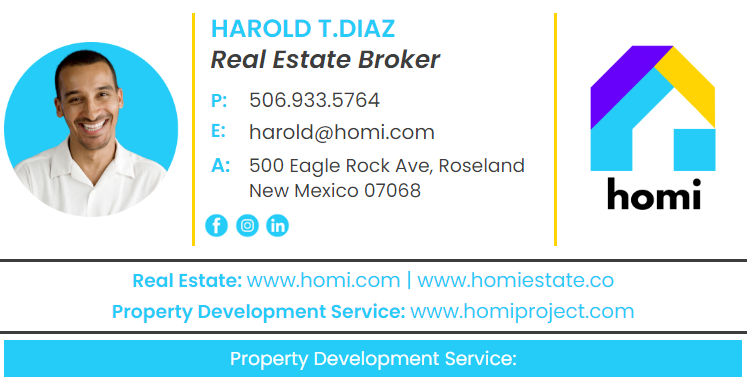 HAROLD T.DIAZ
Real Estate Broker
P: 506.933.5764
E: harold@homi.com
A: 500 Eagle Rock Ave, Roseland
New Mexico 07068
homi
Real Estate: www.homi.com | www.homiestate.co
Property Development Service: www.homiproject.com
Property Development Service: